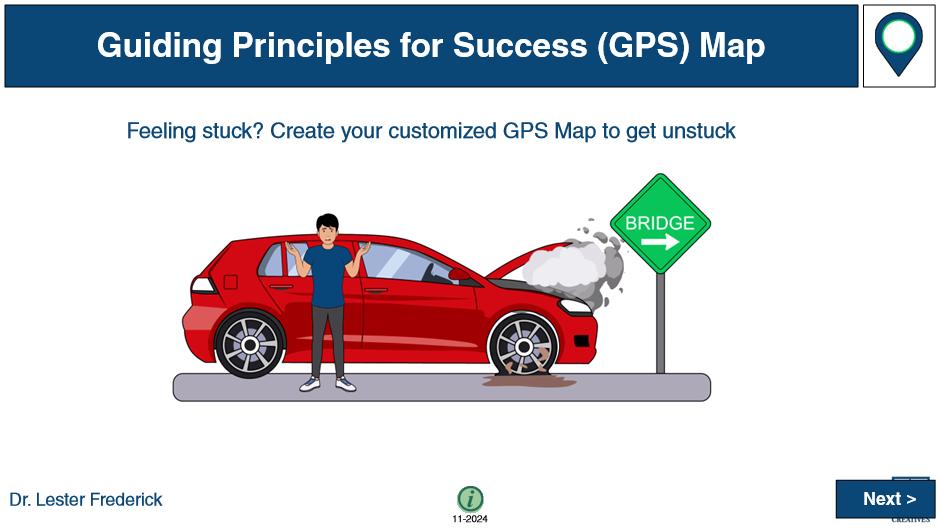 Guiding Principles for Success (GPS) Map
Feeling stuck? Create your customized GPS Map to get unstuck
BRIDGE
Dr. Lester Frederick
i
11-2024
Next >
CREATIVES